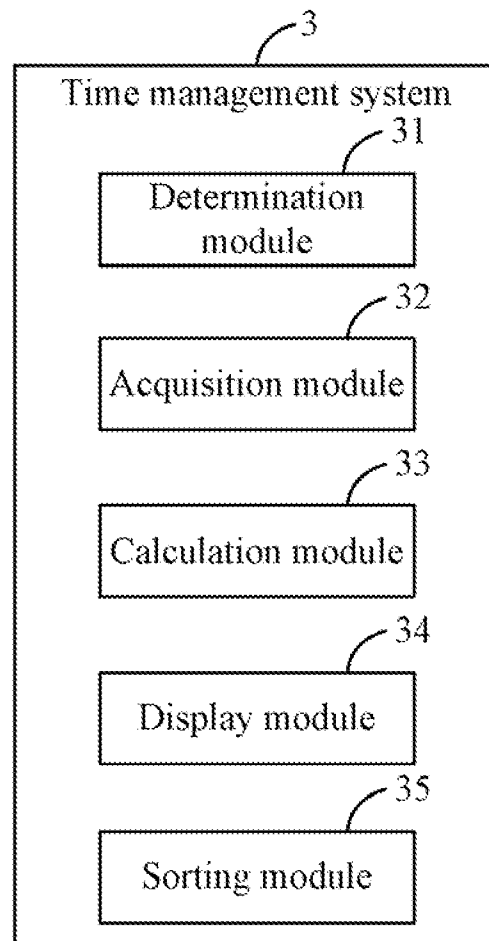 3
Time management system
31
Determination
module
32
Acquisition module
33
Calculation module
34
Display module
35
Sorting module